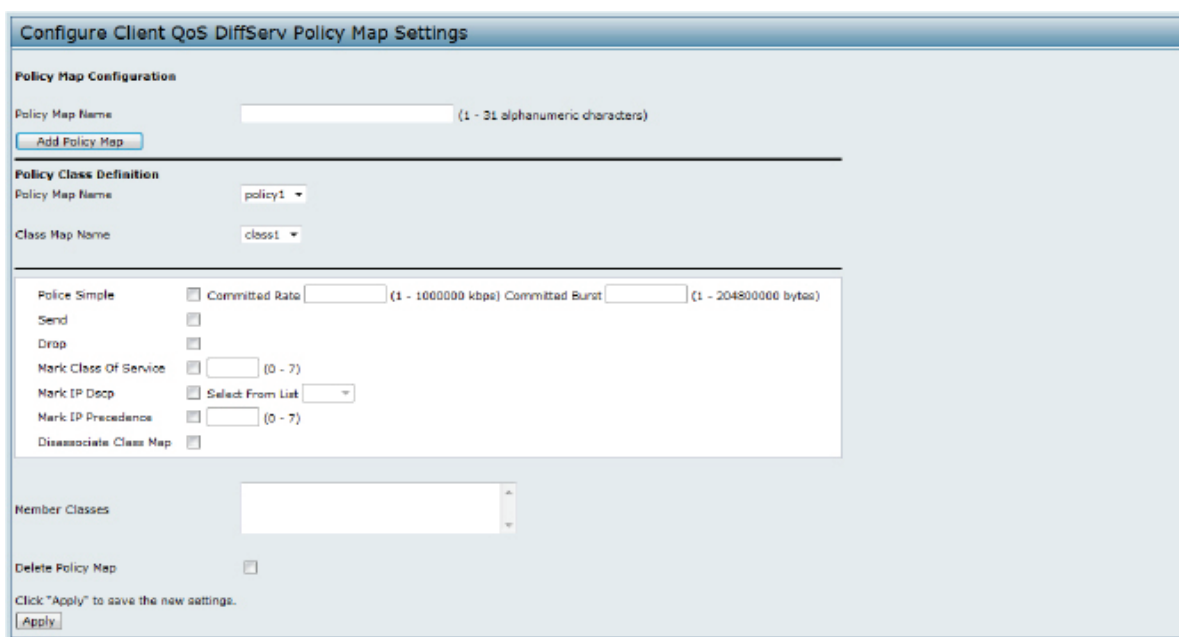 Configure Client QoS DiffServ Policy Map Settings
Policy Map Configuration
Policy Map Name (1 - 31 alphanumeric characters)
Add Policy Map
Policy Class Definition
Policy Map Name policy1
Class Map Name class1
Police Simple Committed Rate (1 - 1000000 kbps) Committed Burst (1 - 204800000 bytes)
Send
Drop
Mark Class Of Service (0 - 7)
Mark IP Dscp Select From List
Mark IP Precedence (0 - 7)
Disassociate Class Map
Member Classes
Delete Policy Map
Click "Apply" to save the new settings.
Apply